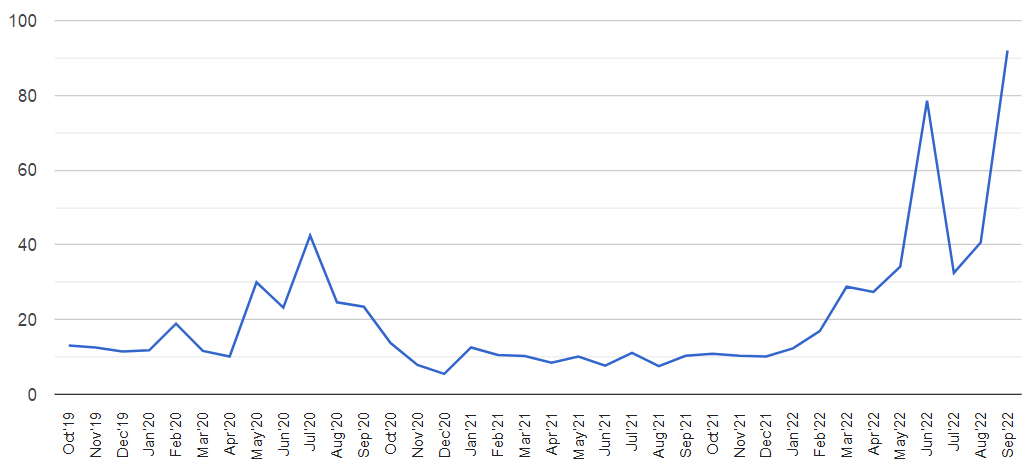 100
80
60
40
20
0
Oct'19
Nov'19
Dec'19
Jan'20
Feb'20
Mar'20
Apr'20
May'20
Jun'20
Jul'20
Aug'20
Sep'20
Oct'20
Nov'20
Dec'20
Jan'21
Feb'21
Mar'21
Apr'21
May'21
Jun'21
Jul'21
Aug'21
Sep'21
Oct'21
Nov'21
Dec'21
Jan'22
Feb'22
Mar'22
Apr'22
May'22
Jun'22
Jul'22
Aug'22
Sep'22